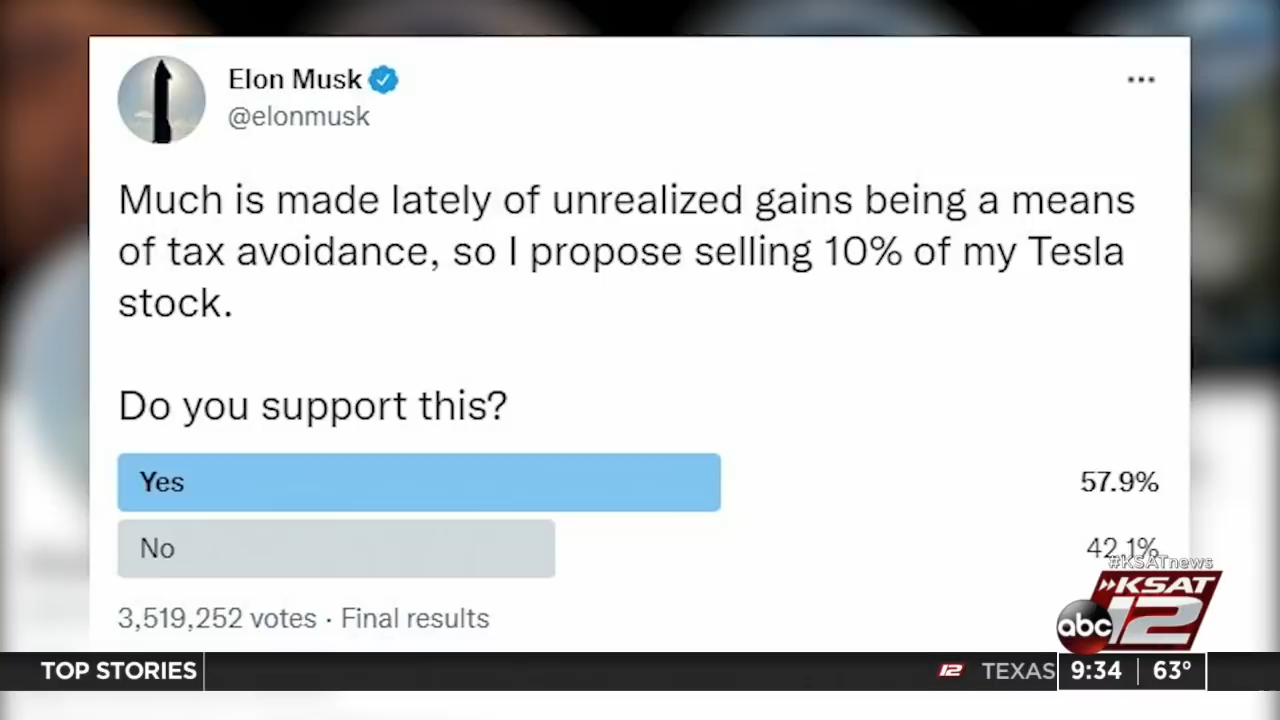 Elon Musk
@elonmusk
Much is made lately of unrealized gains being a means
of tax avoidance, so I propose selling 10% of my Tesla
stock.
Do you support this?
Yes 57.9%
No 42.1%
3,519,252 votes · Final results
#KSATnews
KSAT
abc 12
TOP STORIES 12 TEXAS 9:34 63°